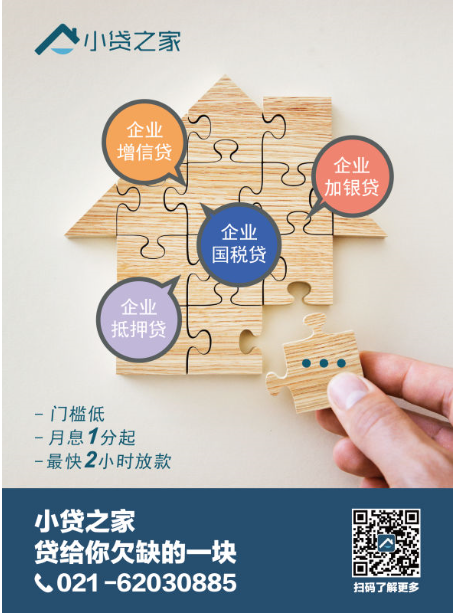 小贷之家
企业
增信贷
企业
加银贷
企业
国税贷
企业
抵押贷
- 门槛低
- 月息1分起
- 最快2小时放款
小贷之家
贷给你欠缺的一块
021-62030885
扫码了解更多